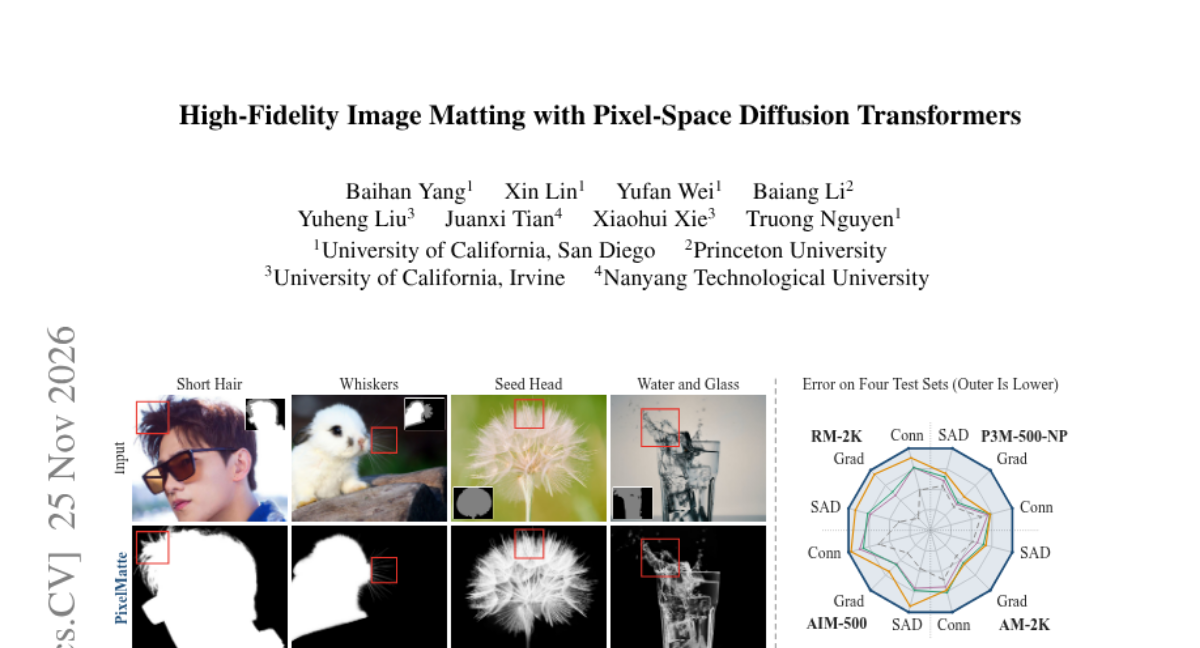 High-Fidelity Image Matting with Pixel-Space Diffusion Transformers
Baihan Yang1 Xin Lin1 Yufan Wei1 Baiang Li2
Yuheng Liu3 Juanxi Tian4 Xiaohui Xie3 Truong Nguyen1
1University of California, San Diego 2Princeton University
3University of California, Irvine 4Nanyang Technological University
cs.CV] 25 Nov 2026
Short Hair Whiskers Seed Head Water and Glass
Input
PixelMatte
Error on Four Test Sets (Outer Is Lower)
RM-2K Conn SAD P3M-500-NP
Grad Grad
SAD Conn
Conn SAD
Grad Grad
AIM-500 SAD Conn AM-2K